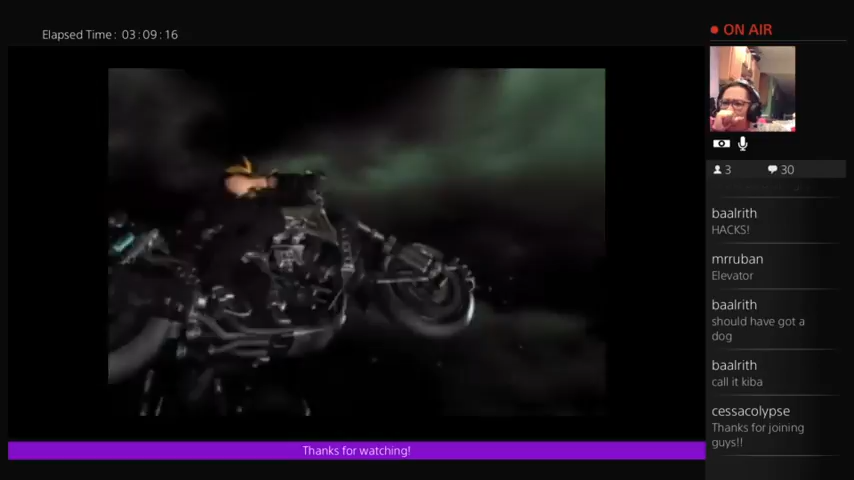 Elapsed Time: 03:09:16
ON AIR
3
30
baalrith
HACKS!
mrruban
Elevator
baalrith
should have got a
dog
baalrith
call it kiba
cessacolypse
Thanks for joining
guys!!
Thanks for watching!